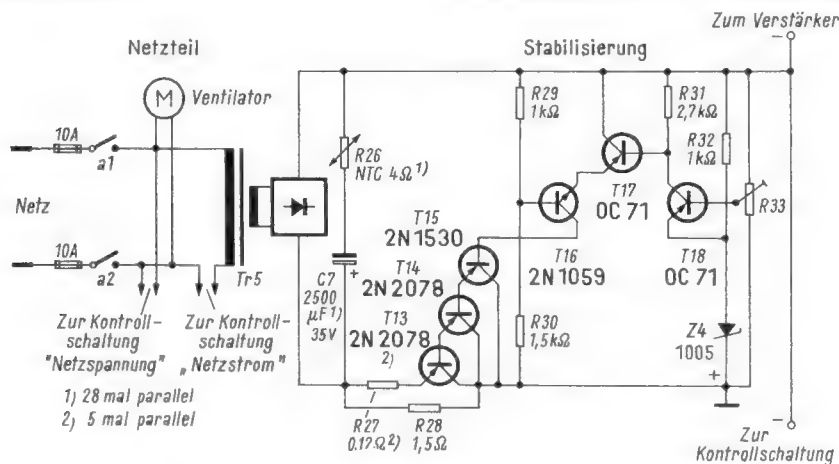 Zum Verstärker
Netzteil
Stabilisierung
M
Ventilator
10A
a1
Netz
10A
a2
Tr5
R26
NTC 4Ω 1)
C7
2500
µF 1)
35V
+
T15
2N1530
T14
2N2078
T13
2N2078
2)
R27
0.12Ω 2)
R28
1,5Ω
R29
1kΩ
R30
1,5kΩ
T16
2N1059
T17
OC 71
T18
OC 71
R31
2,7kΩ
R32
1kΩ
R33
Z4
1005
+
Zur Kontroll-
schaltung
"Netzspannung"
Zur Kontroll-
schaltung
„Netzstrom"
1) 28 mal parallel
2) 5 mal parallel
Zur
Kontrollschaltung